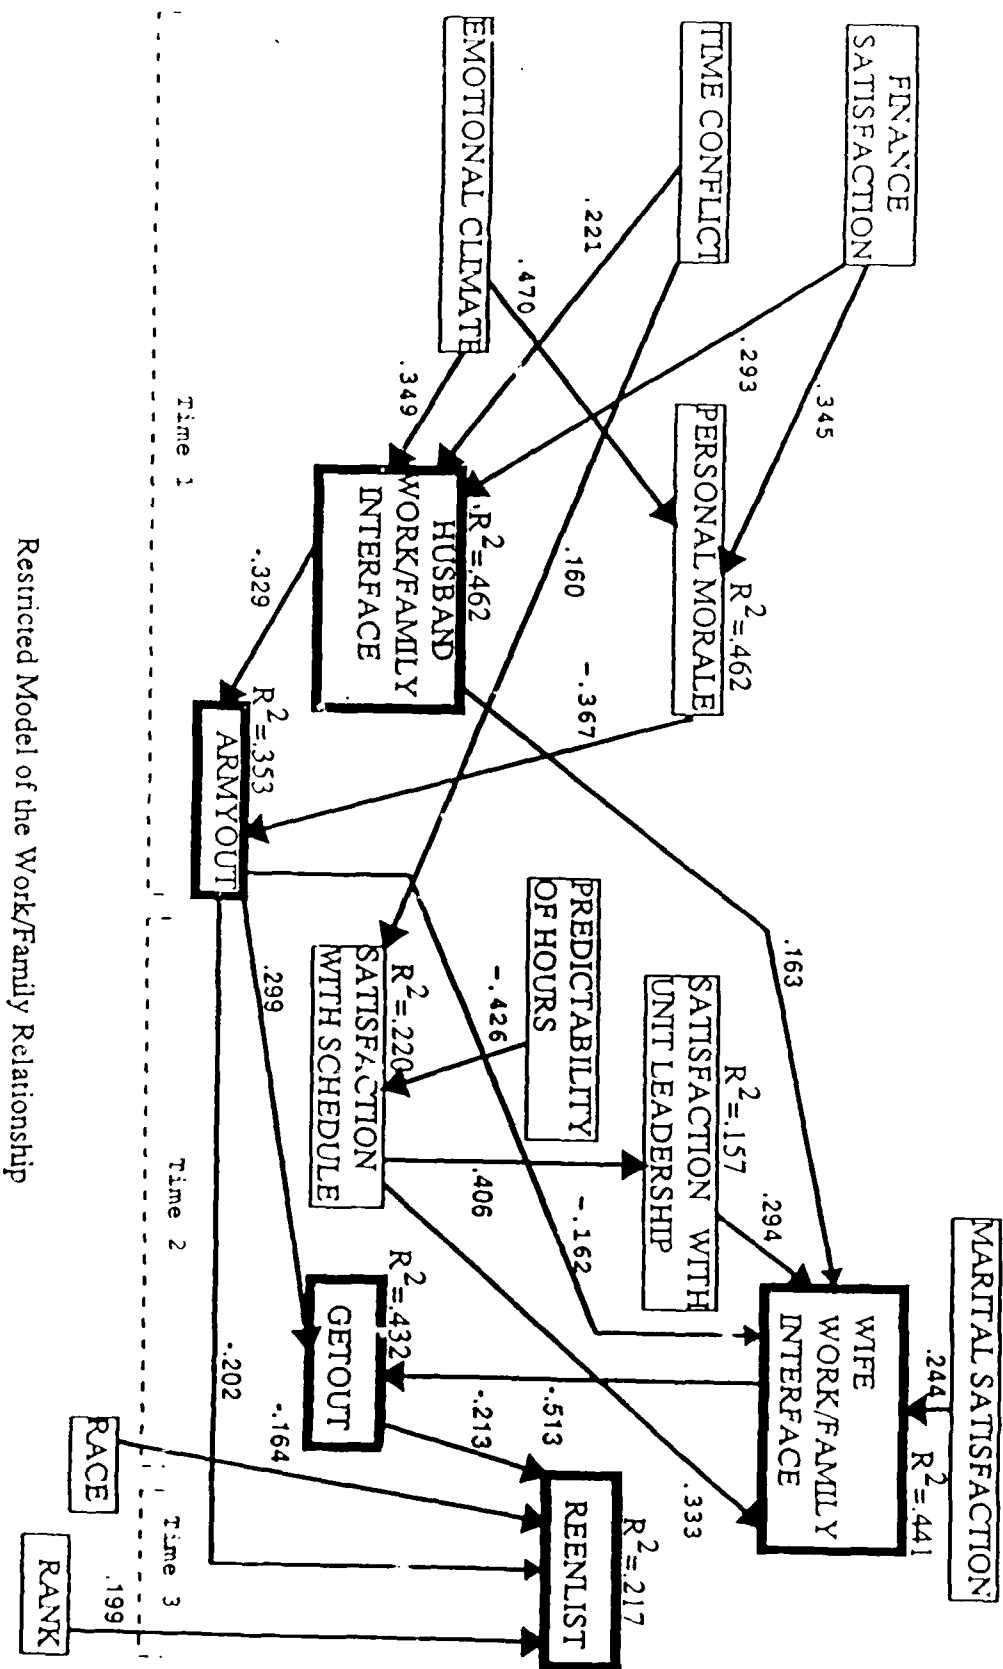 FINANCE
SATISFACTION
TIME CONFLICT
EMOTIONAL CLIMATE
.345
.293
.221
.470
.349
PERSONAL MORALE
R²=.462
R²=.462
HUSBAND
WORK/FAMILY
INTERFACE
.160
-.367
-.329
R²=.353
ARMYOUT
.163
PREDICTABILITY
OF HOURS
-.426
R²=.220
SATISFACTION
WITH SCHEDULE
R²=.157
SATISFACTION WITH
UNIT LEADERSHIP
.299
.406
.294
-.162
MARITAL SATISFACTION
.244
R²=.441
WIFE
WORK/FAMILY
INTERFACE
R²=.432
GETOUT
-.202
-.513
-.213
.333
-.164
R²=.217
REENLIST
RACE
RANK
.199
Time 1
Time 2
Time 3
Restricted Model of the Work/Family Relationship